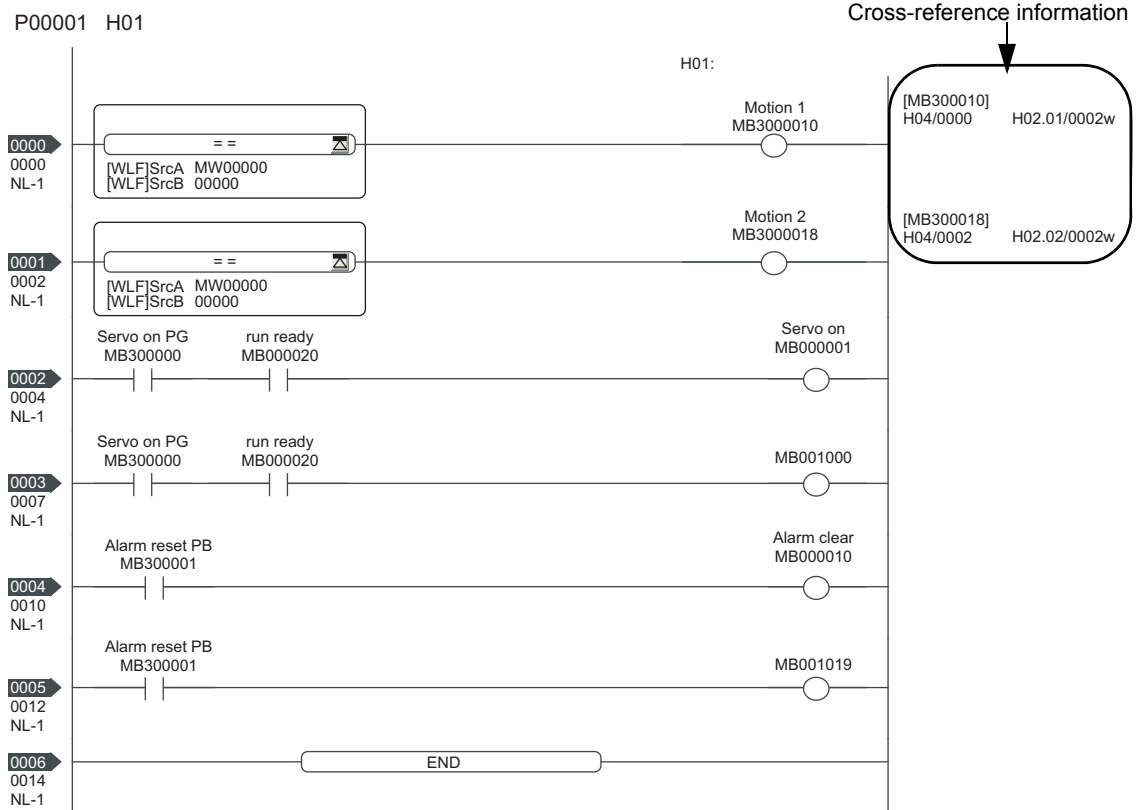 Cross-reference information
P00001 H01
H01:
Motion 1
MB3000010
[MB300010]
H04/0000 H02.01/0002w
0000
0000
NL-1
= =
[WLF]SrcA MW00000
[WLF]SrcB 00000
Motion 2
MB3000018
[MB300018]
H04/0002 H02.02/0002w
0001
0002
NL-1
= =
[WLF]SrcA MW00000
[WLF]SrcB 00000
Servo on PG run ready Servo on
MB300000 MB000020 MB000001
0002
0004
NL-1
Servo on PG run ready
MB300000 MB000020 MB001000
0003
0007
NL-1
Alarm reset PB Alarm clear
MB300001 MB000010
0004
0010
NL-1
Alarm reset PB
MB300001 MB001019
0005
0012
NL-1
0006 END
0014
NL-1